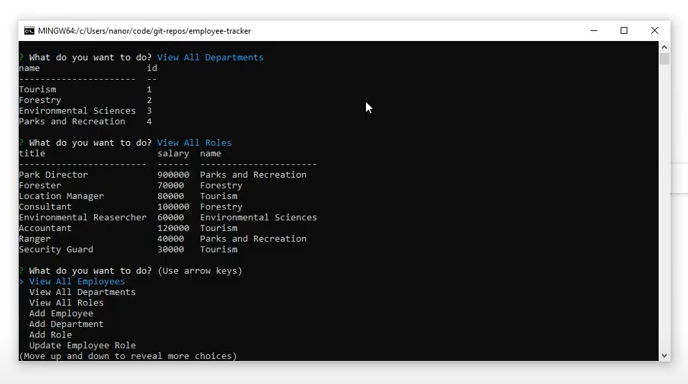 MINGW64:/c/Users/nanor/code/git-repos/employee-tracker
? What do you want to do? View All Departments
name                    id
----------------------  --
Tourism                 1
Forestry                2
Environmental Sciences  3
Parks and Recreation    4
? What do you want to do? View All Roles
title                     salary  name
------------------------  ------  ----------------------
Park Director             900000  Parks and Recreation
Forester                  70000   Forestry
Location Manager          80000   Tourism
Consultant                100000  Forestry
Environmental Reasercher  60000   Environmental Sciences
Accountant                120000  Tourism
Ranger                    40000   Parks and Recreation
Security Guard            30000   Tourism
? What do you want to do? (Use arrow keys)
> View All Employees
  View All Departments
  View All Roles
  Add Employee
  Add Department
  Add Role
  Update Employee Role
(Move up and down to reveal more choices)